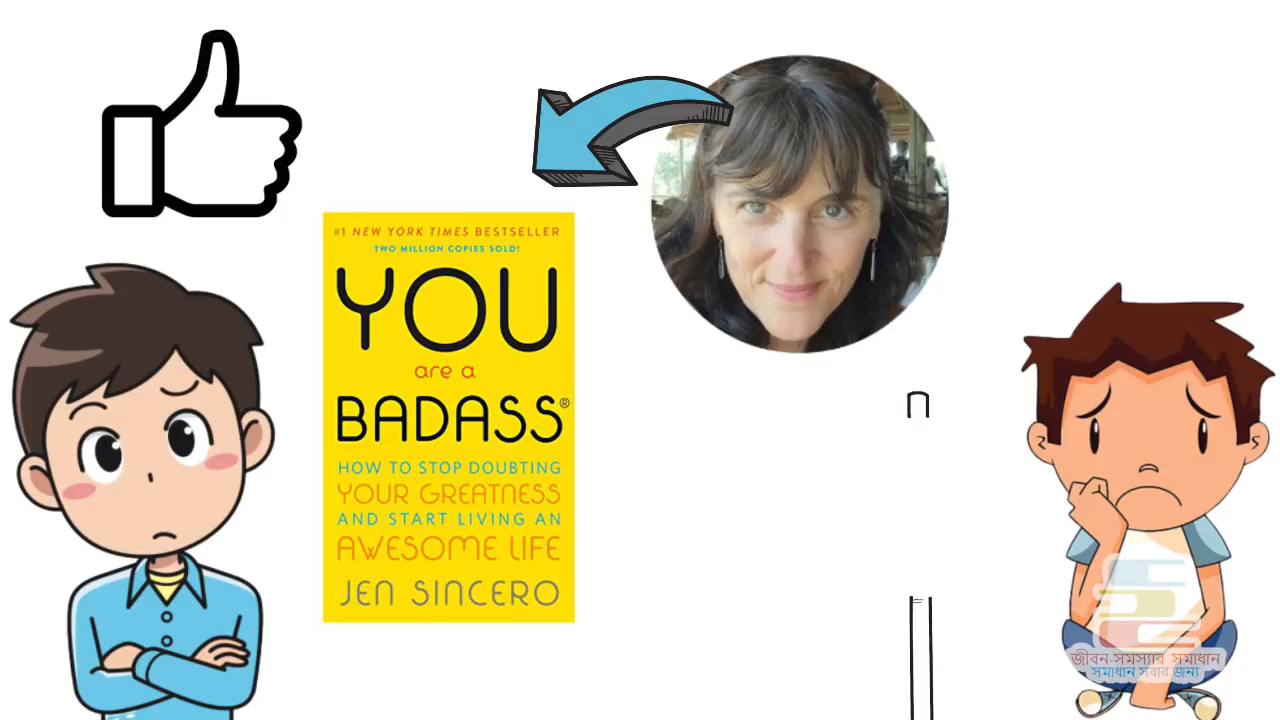 #1 NEW YORK TIMES BESTSELLER
TWO MILLION COPIES SOLD!
YOU
are a
BADASS®
HOW TO STOP DOUBTING
YOUR GREATNESS
AND START LIVING AN
AWESOME LIFE
JEN SINCERO
জীবন-সমস্যার সমাধান
সমাধান সবার জন্য